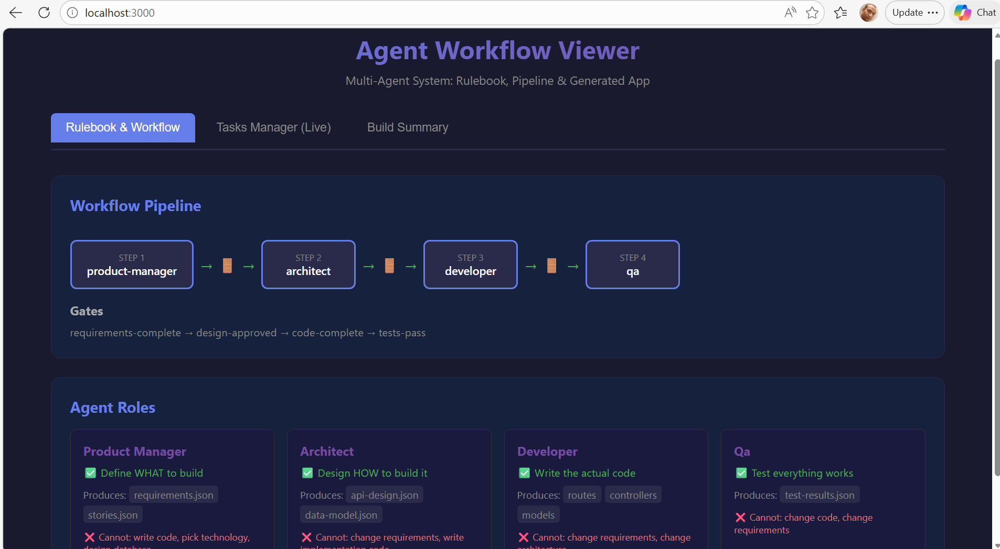 localhost:3000
Update
Chat
Agent Workflow Viewer
Multi-Agent System: Rulebook, Pipeline & Generated App
Rulebook & Workflow
Tasks Manager (Live)
Build Summary
Workflow Pipeline
STEP 1
product-manager
→ → STEP 2
architect
→ → STEP 3
developer
→ → STEP 4
qa
Gates
requirements-complete → design-approved → code-complete → tests-pass
Agent Roles
Product Manager
✅ Define WHAT to build
Produces: requirements.json
stories.json
❌ Cannot: write code, pick technology,
design database
Architect
✅ Design HOW to build it
Produces: api-design.json
data-model.json
❌ Cannot: change requirements, write
implementation code
Developer
✅ Write the actual code
Produces: routes controllers
models
❌ Cannot: change requirements, change
architecture
Qa
✅ Test everything works
Produces: test-results.json
❌ Cannot: change code, change
requirements